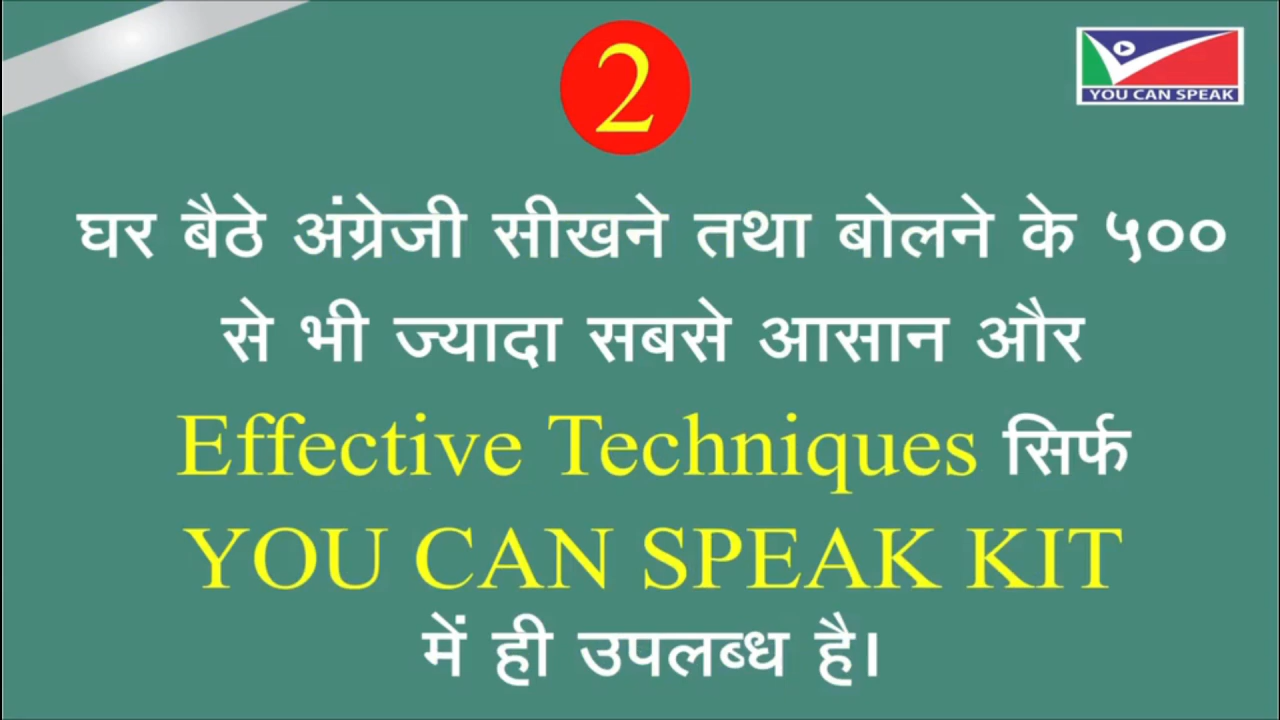 2
YOU CAN SPEAK
घर बैठे अंग्रेजी सीखने तथा बोलने के ५००
से भी ज्यादा सबसे आसान और
Effective Techniques सिर्फ
YOU CAN SPEAK KIT
में ही उपलब्ध है।